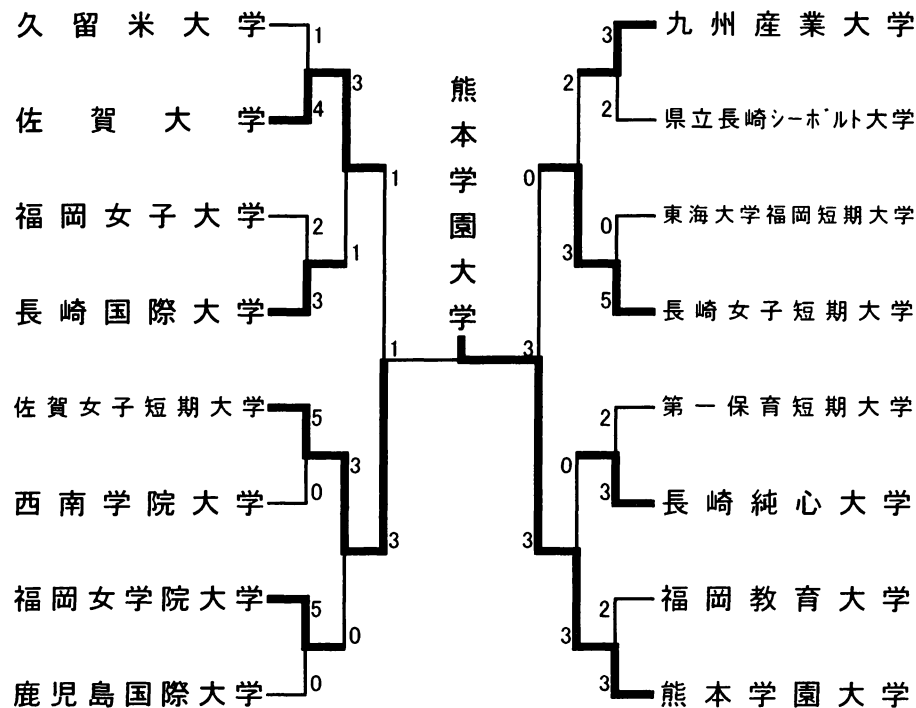 久留米大学
1
3
佐賀大学
4
1
福岡女子大学
2
1
長崎国際大学
3
1
佐賀女子短期大学
5
3
西南学院大学
0
3
福岡女学院大学
5
0
鹿児島国際大学
0
熊本学園大学
九州産業大学
3
2
県立長崎シーボルト大学
2
0
東海大学福岡短期大学
0
3
長崎女子短期大学
5
3
第一保育短期大学
2
0
長崎純心大学
3
3
福岡教育大学
2
3
熊本学園大学
3